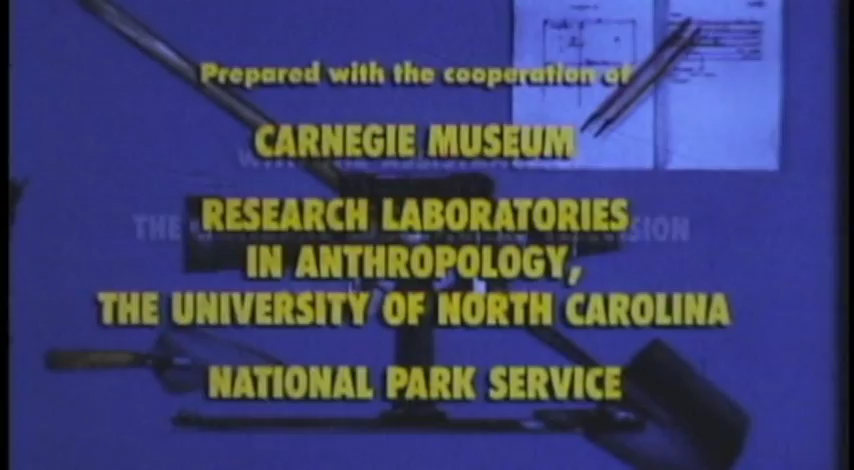 Prepared with the cooperation of
CARNEGIE MUSEUM
RESEARCH LABORATORIES
IN ANTHROPOLOGY,
THE UNIVERSITY OF NORTH CAROLINA
NATIONAL PARK SERVICE